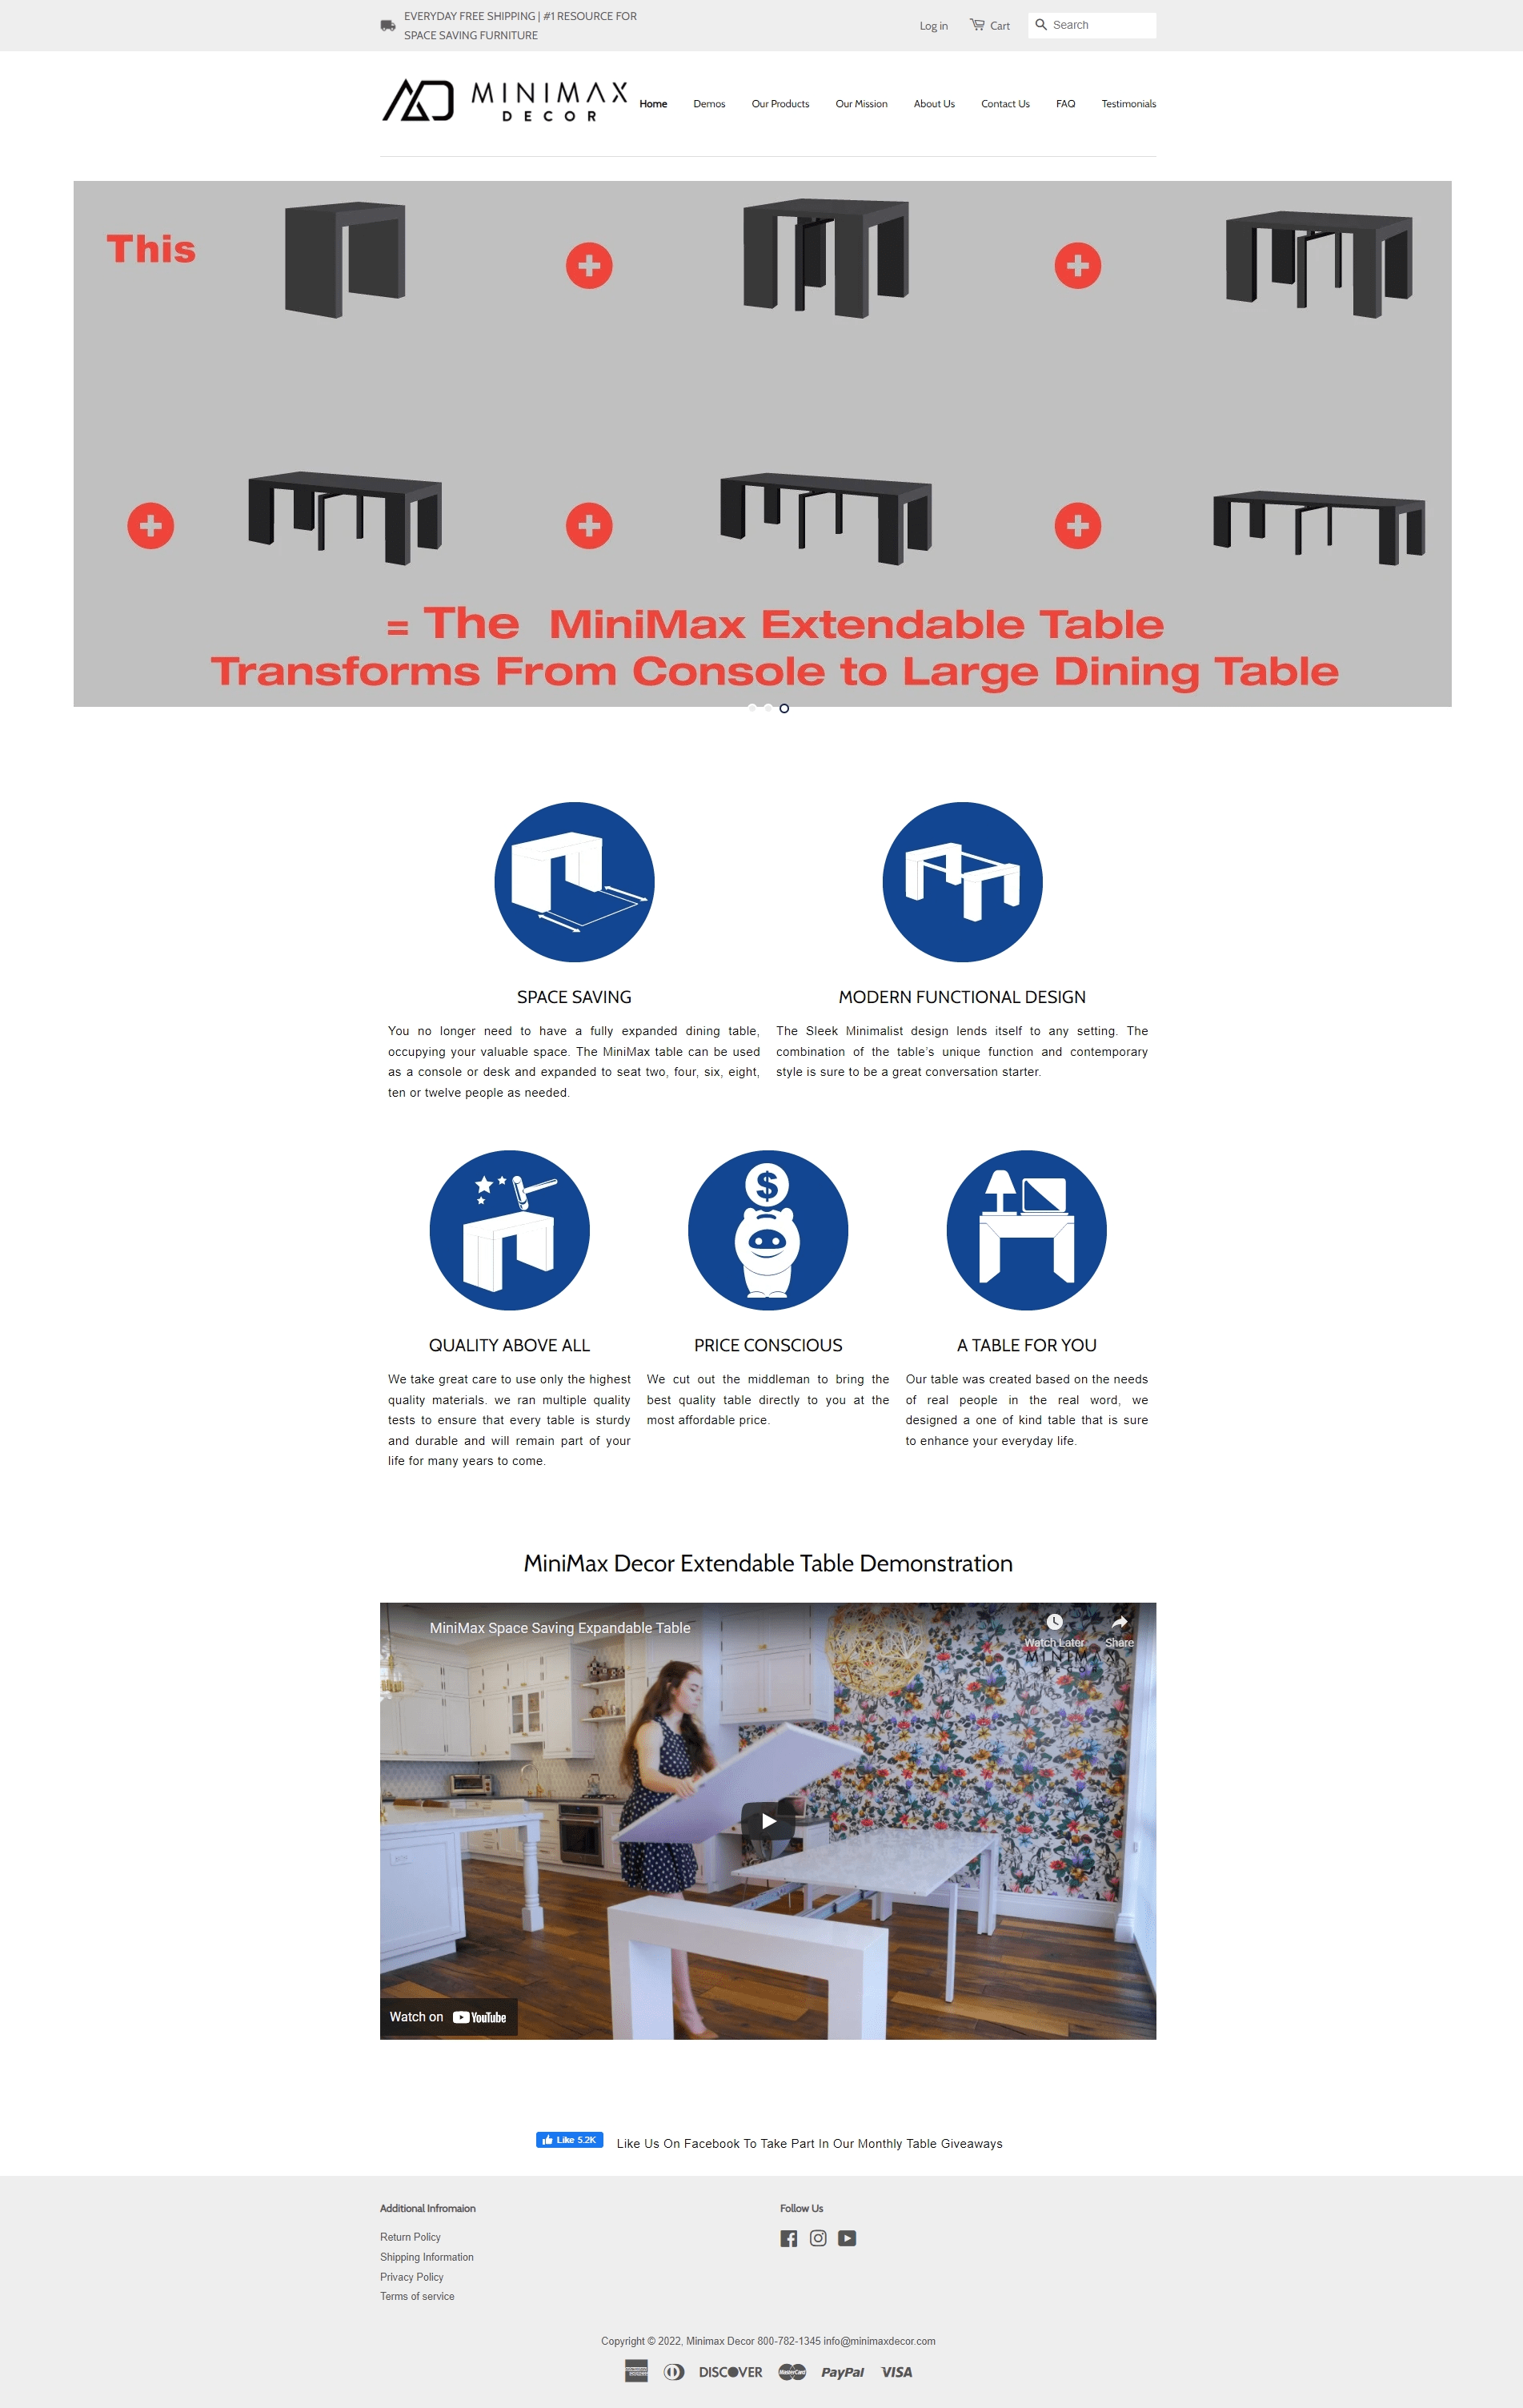 EVERYDAY FREE SHIPPING | #1 RESOURCE FOR
SPACE SAVING FURNITURE
Log in
Cart
Search
MINIMAX
DECOR
Home
Demos
Our Products
Our Mission
About Us
Contact Us
FAQ
Testimonials
This
= The MiniMax Extendable Table
Transforms From Console to Large Dining Table
SPACE SAVING
You no longer need to have a fully expanded dining table,
occupying your valuable space. The MiniMax table can be used
as a console or desk and expanded to seat two, four, six, eight,
ten or twelve people as needed.
MODERN FUNCTIONAL DESIGN
The Sleek Minimalist design lends itself to any setting. The
combination of the table's unique function and contemporary
style is sure to be a great conversation starter.
$
QUALITY ABOVE ALL
We take great care to use only the highest
quality materials. we ran multiple quality
tests to ensure that every table is sturdy
and durable and will remain part of your
life for many years to come.
PRICE CONSCIOUS
We cut out the middleman to bring the
best quality table directly to you at the
most affordable price.
A TABLE FOR YOU
Our table was created based on the needs
of real people in the real word, we
designed a one of kind table that is sure
to enhance your everyday life.
MiniMax Decor Extendable Table Demonstration
MiniMax Space Saving Expandable Table
Watch Later
Share
MINIMAX
DECOR
Watch on YouTube
Like 5.2K
Like Us On Facebook To Take Part In Our Monthly Table Giveaways
Additional Infromaion
Return Policy
Shipping Information
Privacy Policy
Terms of service
Follow Us
Copyright © 2022, Minimax Decor 800-782-1345 info@minimaxdecor.com
AMERICAN EXPRESS
DISCOVER
MasterCard
PayPal
VISA